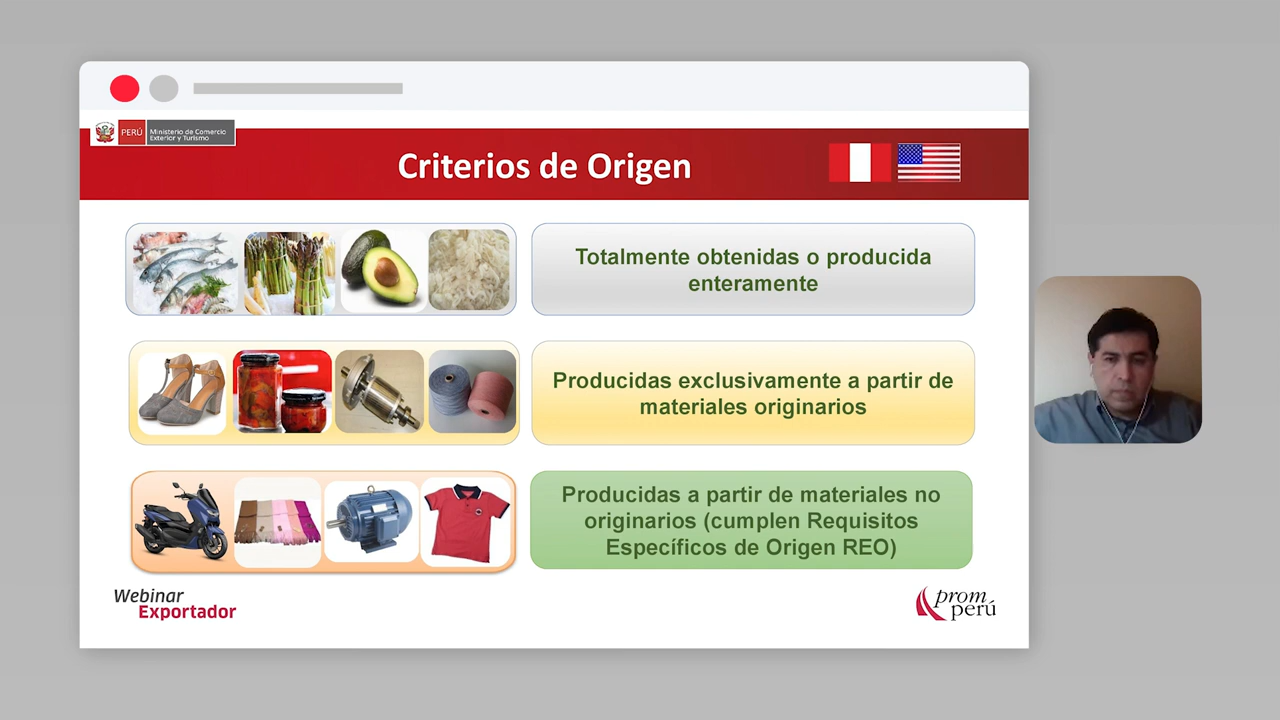 PERÚ
Ministerio de Comercio
Exterior y Turismo
Criterios de Origen
Totalmente obtenidas o producida
enteramente
Producidas exclusivamente a partir de
materiales originarios
Producidas a partir de materiales no
originarios (cumplen Requisitos
Específicos de Origen REO)
Webinar
Exportador
prom
perú